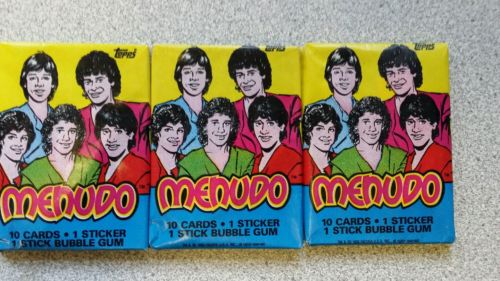 Topps
MENUDO
10 CARDS • 1 STICKER
1 STICK BUBBLE GUM
Topps
MENUDO
10 CARDS • 1 STICKER
1 STICK BUBBLE GUM
Topps
MENUDO
10 CARDS • 1 STICKER
1 STICK BUBBLE GUM